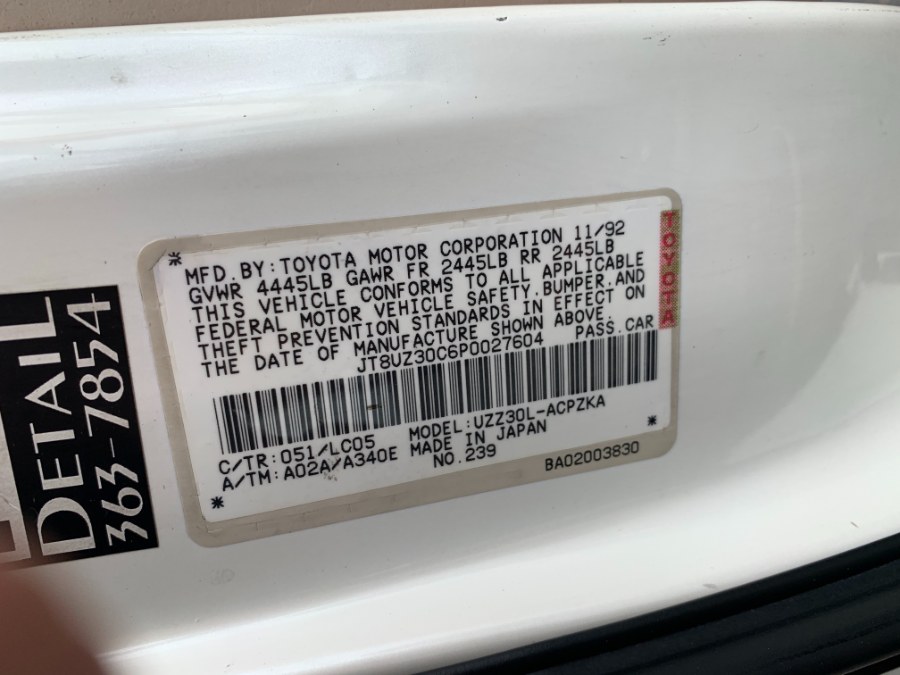 MFD.BY:TOYOTA MOTOR CORPORATION 11/92
GVWR 4445LB GAWR FR 2445LB RR 2445LB
THIS VEHICLE CONFORMS TO ALL APPLICABLE
FEDERAL MOTOR VEHICLE SAFETY.BUMPER.AND
THEFT PREVENTION STANDARDS IN EFFECT ON
THE DATE OF MANUFACTURE SHOWN ABOVE.
JT8UZ30C6P0027604 PASS.CAR
C/TR:051/LC05 MODEL:UZZ30L-ACPZKA
A/TM:A02A/A340E MADE IN JAPAN
NO.239 BA02003830
TOYOTA
DETAIL
363-7854